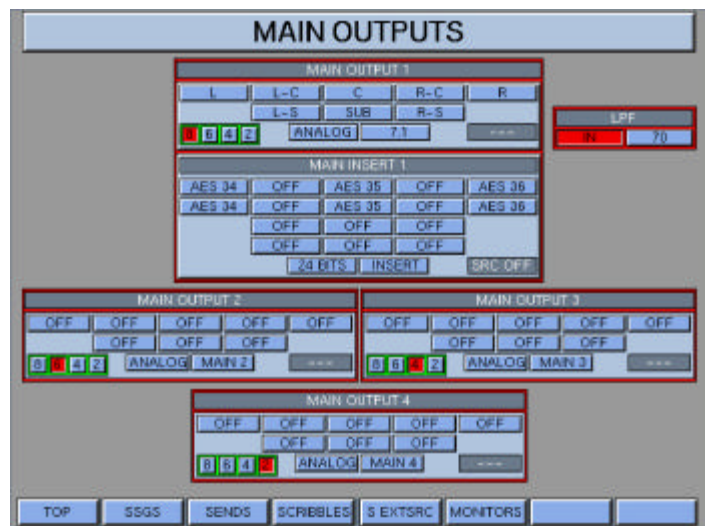 MAIN OUTPUTS
MAIN OUTPUT 1
L L-C C R-C R
L-S SUB R-S
8 6 4 2 ANALOG 7.1 ---
LPF
IN 70
MAIN INSERT 1
AES 34 OFF AES 35 OFF AES 36
AES 34 OFF AES 35 OFF AES 36
OFF OFF OFF
OFF OFF OFF
24 BITS INSERT SRC OFF
MAIN OUTPUT 2
OFF OFF OFF OFF OFF
OFF OFF OFF
8 6 4 2 ANALOG MAIN 2 ---
MAIN OUTPUT 3
OFF OFF OFF OFF OFF
OFF OFF OFF
8 6 4 2 ANALOG MAIN 3 ---
MAIN OUTPUT 4
OFF OFF OFF OFF OFF
OFF OFF OFF
8 6 4 2 ANALOG MAIN 4 ---
TOP SSGS SENDS SCRIBBLES S EXTSRC MONITORS